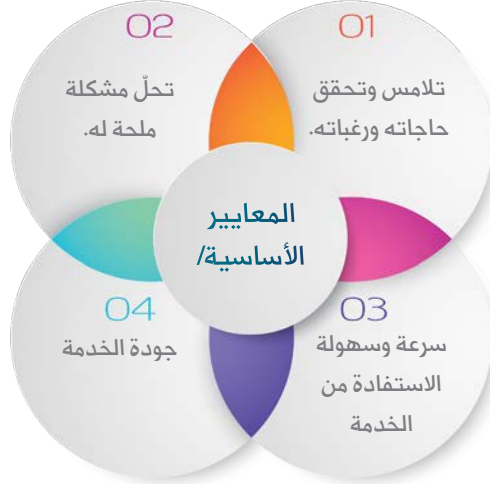 01
تلامس وتحقق
حاجاته ورغباته.
02
تحلّ مشكلة
ملحة له.
المعايير
الأساسية/
03
سرعة وسهولة
الاستفادة من
الخدمة
04
جودة الخدمة